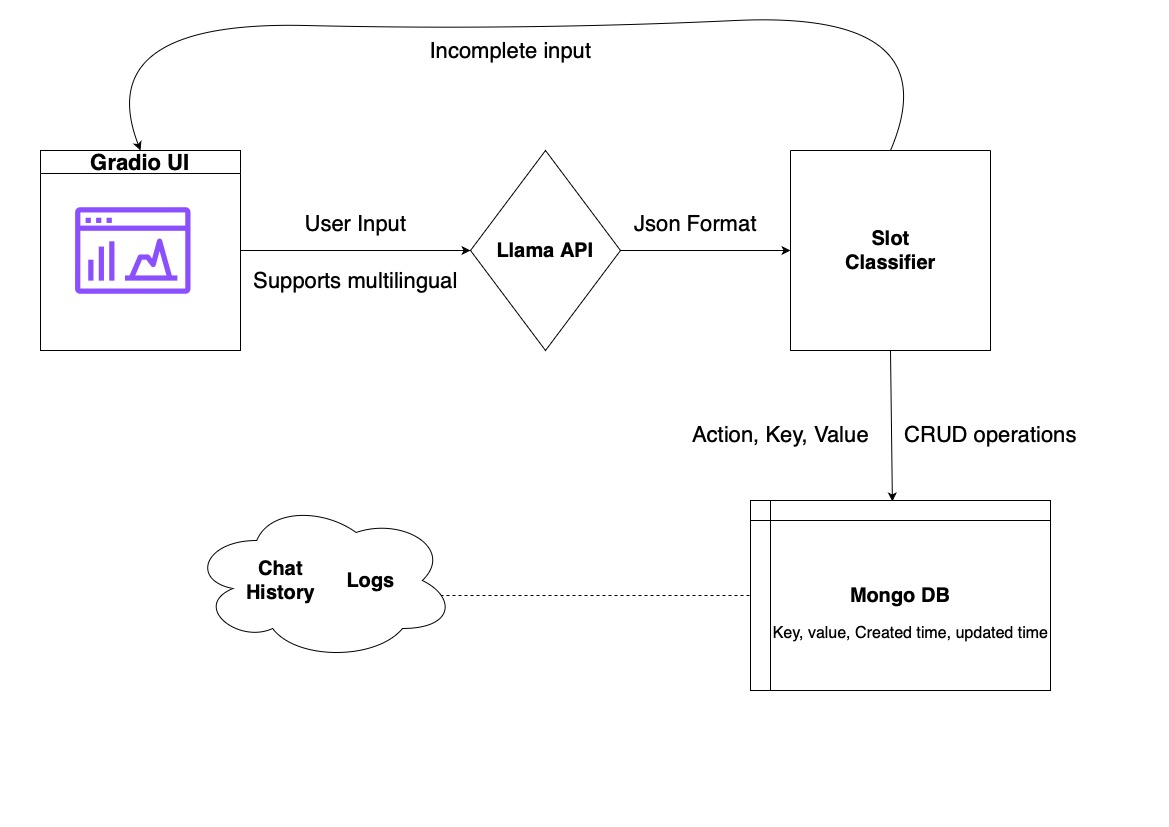 Incomplete input
Gradio UI
User Input
Supports multilingual
Llama API
Json Format
Slot
Classifier
Action, Key, Value
CRUD operations
Chat
History
Logs
Mongo DB
Key, value, Created time, updated time